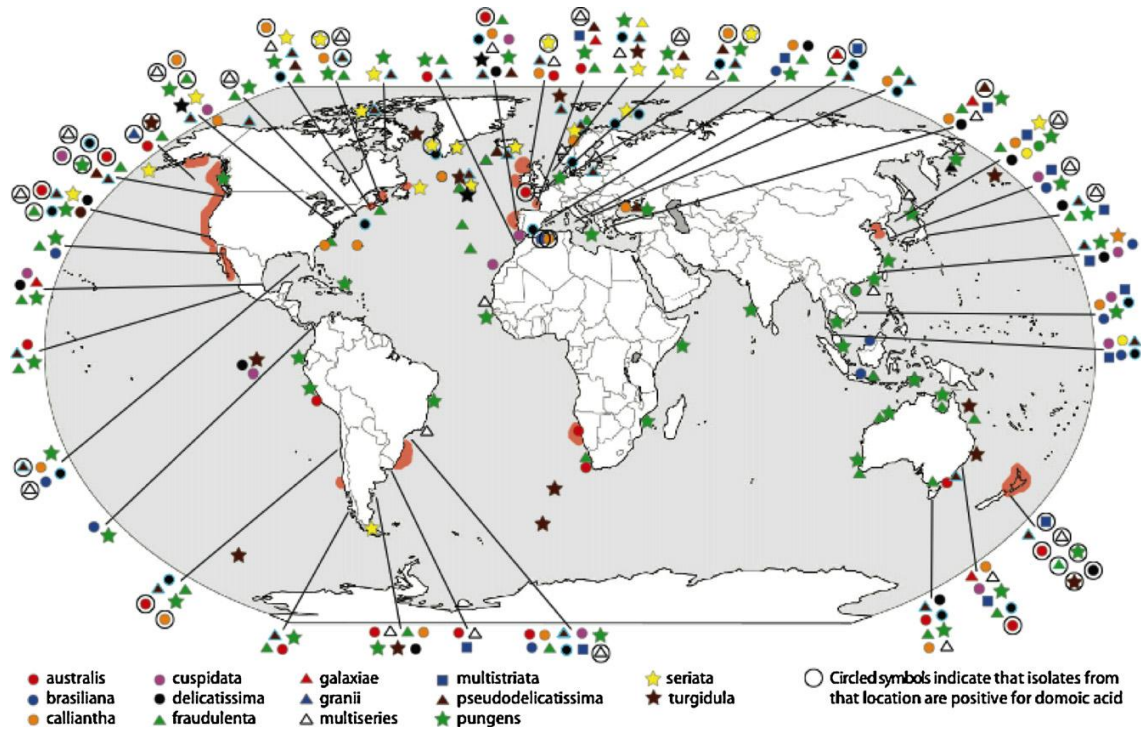 australis cuspidata galaxiae multistriata seriata Circled symbols indicate that isolates from
brasiliana delicatissima granii pseudodelicatissima turgidula that location are positive for domoic acid
calliantha fraudulenta multiseries pungens